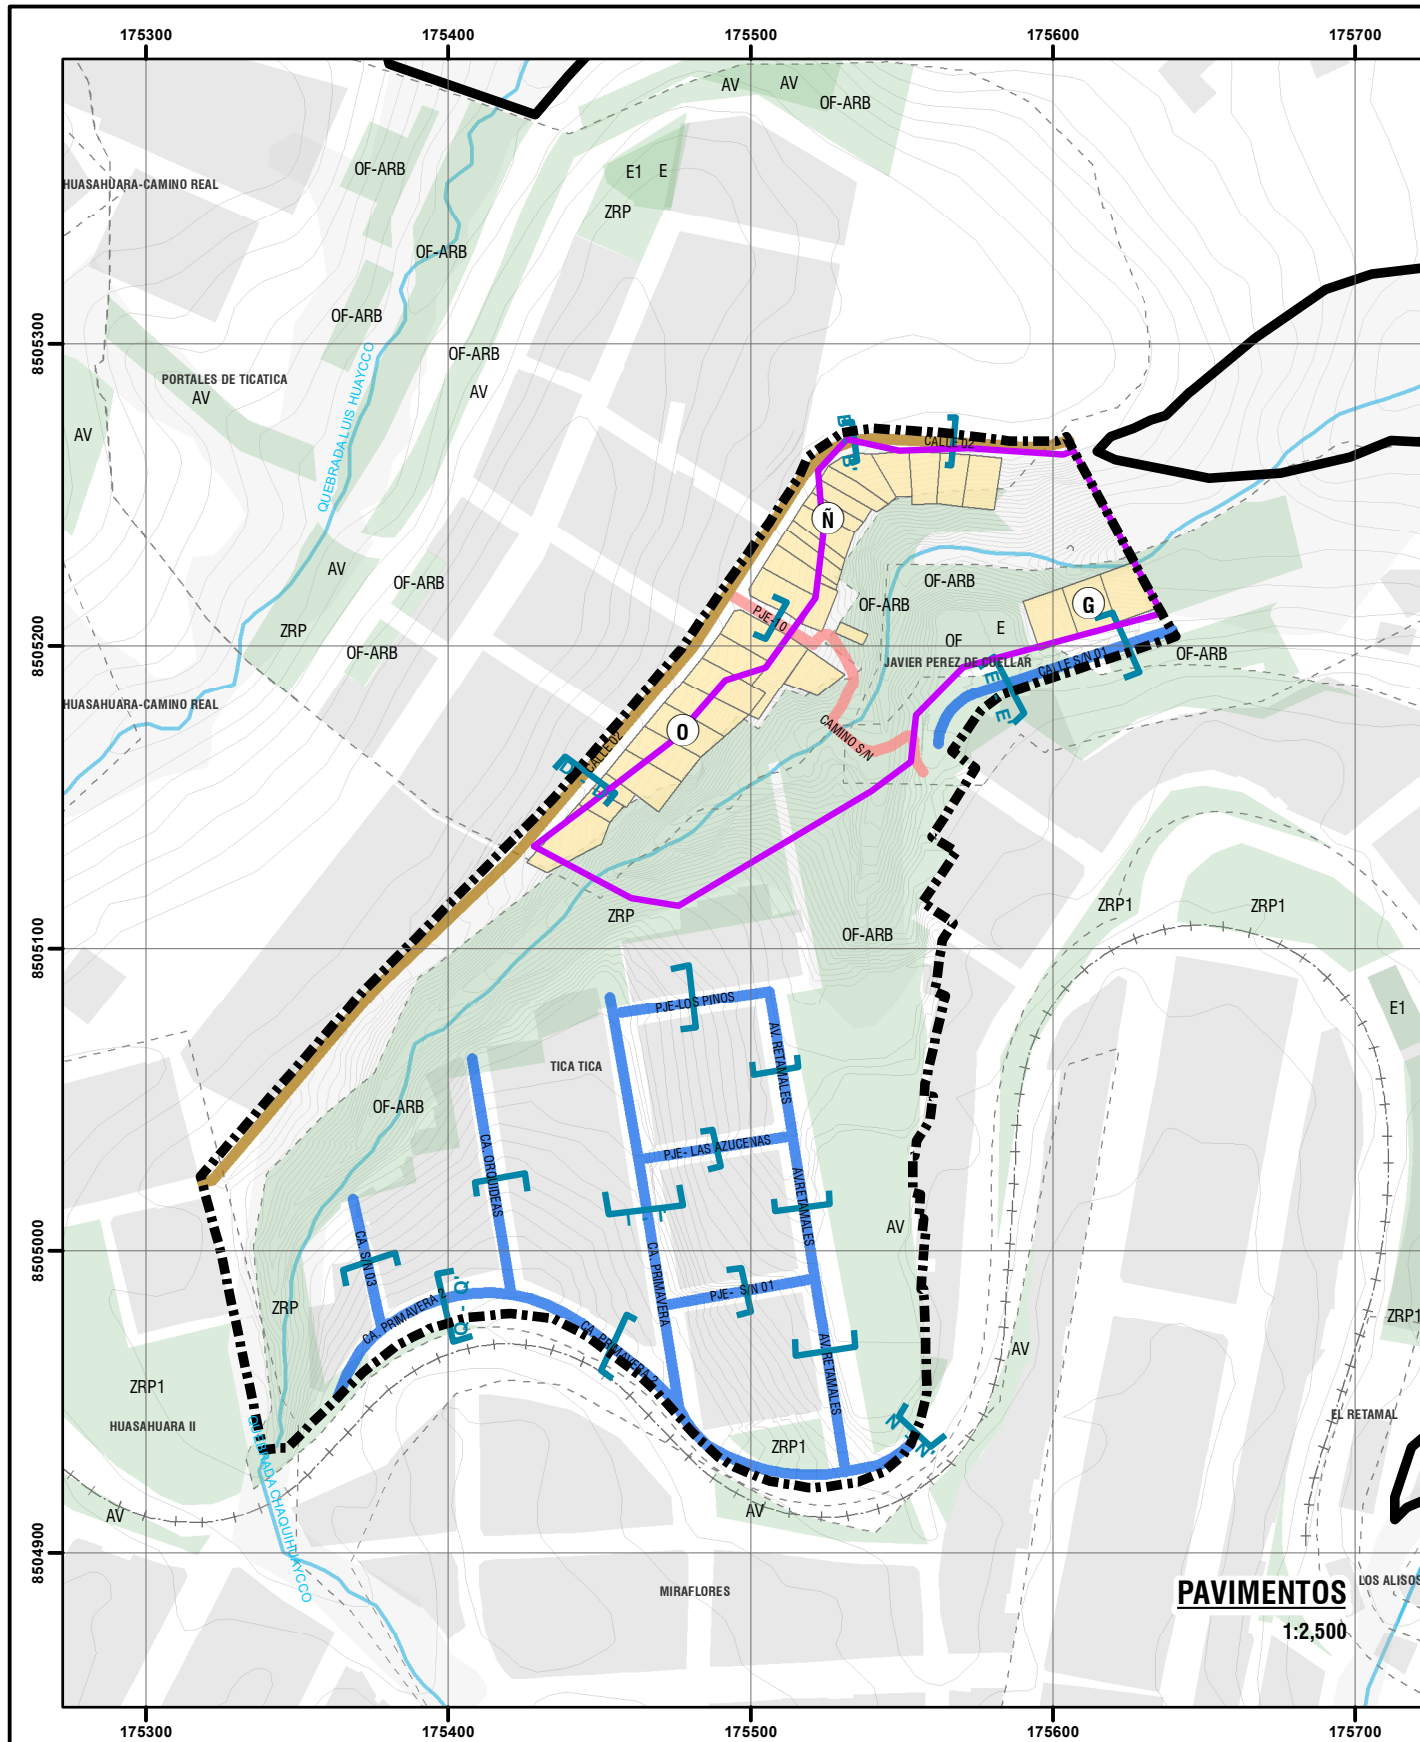 175300 175400 175500 175600 175700
AV AV
OF-ARB
OF-ARB
E1 E
HUASAHUARA-CAMINO REAL
ZRP
OF-ARB
OF-ARB
8505300
OF-ARB
PORTALES DE TICATICA
AV
AV
AV
QUEBRADA LUIS HUAYCCO
CALLE 02
B - B'
Ñ
AV
OF-ARB
OF-ARB
OF-ARB
G
PJE-10
ZRP
OF E
8505200
OF-ARB
OF-ARB
JAVIER PEREZ DE CUELLAR
CALLE S/N 01
E - E'
HUASAHUARA-CAMINO REAL
O
CAMINO S/N
CALLE 02
D - D'
ZRP
ZRP1
ZRP1
OF-ARB
8505100
PJE-LOS PINOS
E1
AV. RETAMALES
TICA TICA
OF-ARB
PJE- LAS AZUCENAS
CA. ORQUIDEAS
AV.RETAMALES
AV
8505000
CA. S/N 03
CA. PRIMAVERA
Q - Q'
PJE- S/N 01
ZRP
CA. PRIMAVERA 2
CA. PRIMAVERA 2
ZRP1
AV
AV. RETAMALES
ZRP1
HUASAHUARA II
EL RETAMAL
ZRP1
N - N'
QUEBRADA CHAQUIHUAYCCO
AV
AV
8504900
MIRAFLORES
LOS ALISOS
PAVIMENTOS
1:2,500
175300 175400 175500 175600 175700